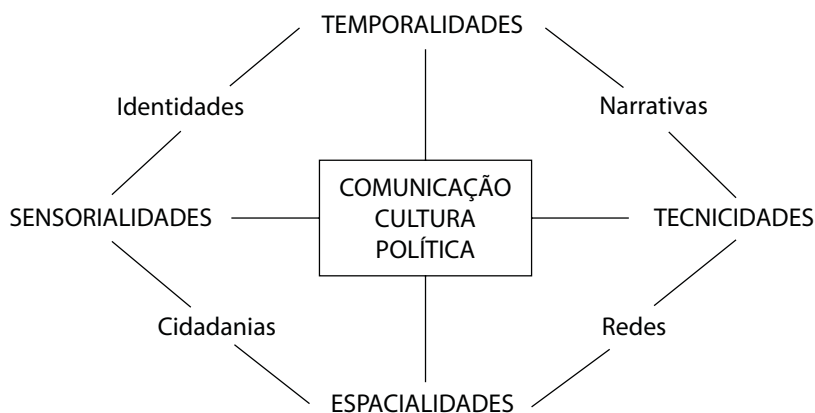 TEMPORALIDADES
Identidades
Narrativas
COMUNICAÇÃO
CULTURA
POLÍTICA
SENSORIALIDADES
TECNICIDADES
Cidadanias
Redes
ESPACIALIDADES